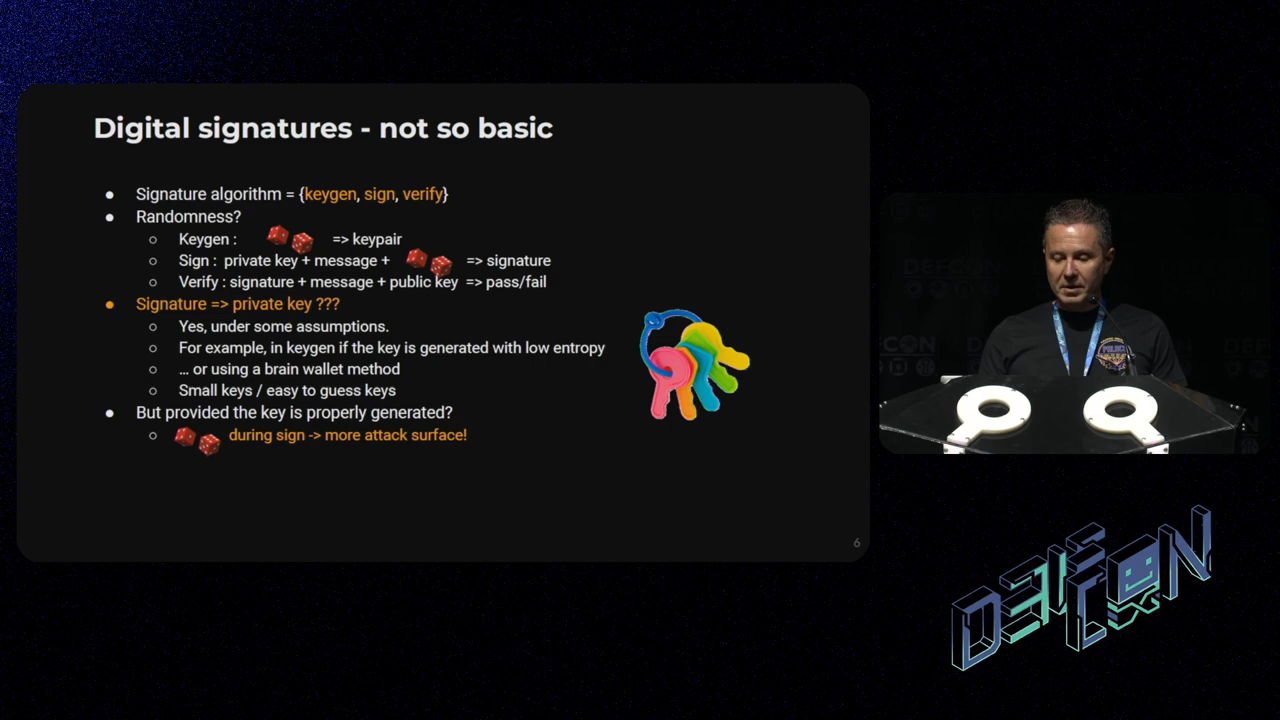 Digital signatures - not so basic
● Signature algorithm = {keygen, sign, verify}
● Randomness?
○ Keygen : => keypair
○ Sign : private key + message + => signature
○ Verify : signature + message + public key => pass/fail
● Signature => private key ???
○ Yes, under some assumptions.
○ For example, in keygen if the key is generated with low entropy
○ … or using a brain wallet method
○ Small keys / easy to guess keys
● But provided the key is properly generated?
○ during sign -> more attack surface!
6
DEFCON
DEFCON